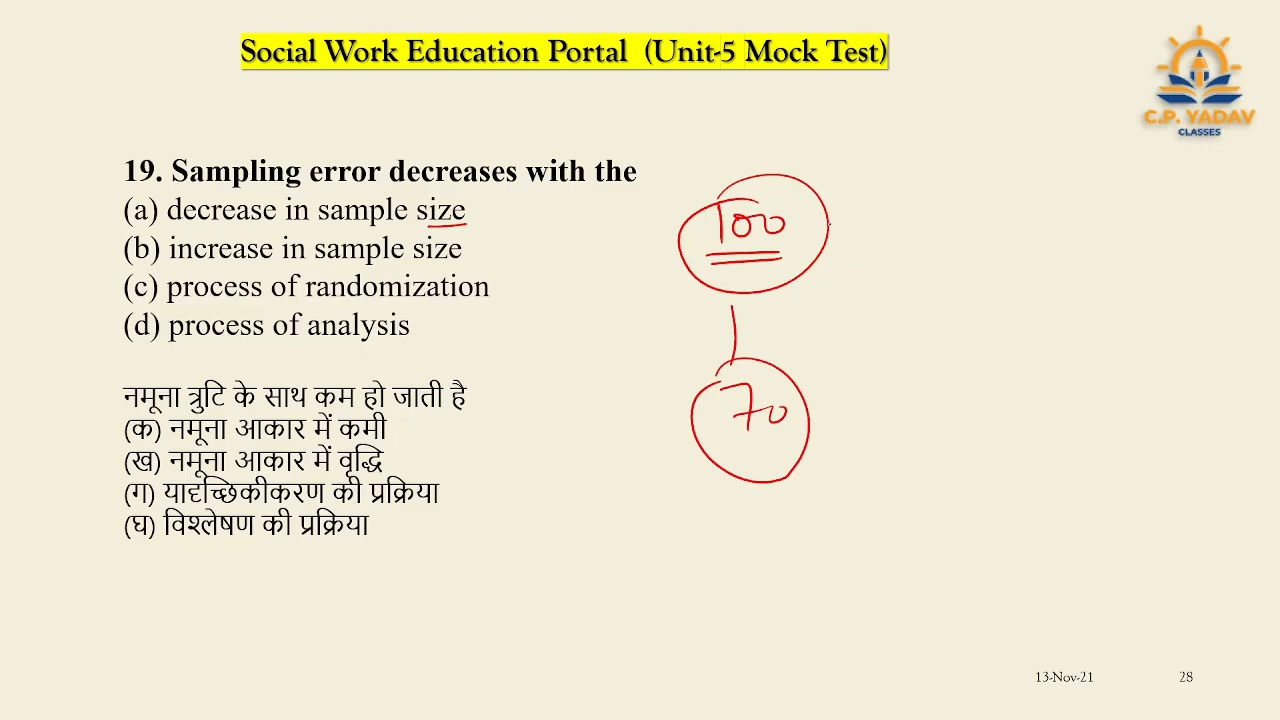 Social Work Education Portal (Unit-5 Mock Test)
C.P. YADAV
CLASSES
19. Sampling error decreases with the
(a) decrease in sample size
(b) increase in sample size
(c) process of randomization
(d) process of analysis
100
70
नमूना त्रुटि के साथ कम हो जाती है
(क) नमूना आकार में कमी
(ख) नमूना आकार में वृद्धि
(ग) यादृच्छिकीकरण की प्रक्रिया
(घ) विश्लेषण की प्रक्रिया
13-Nov-21
28